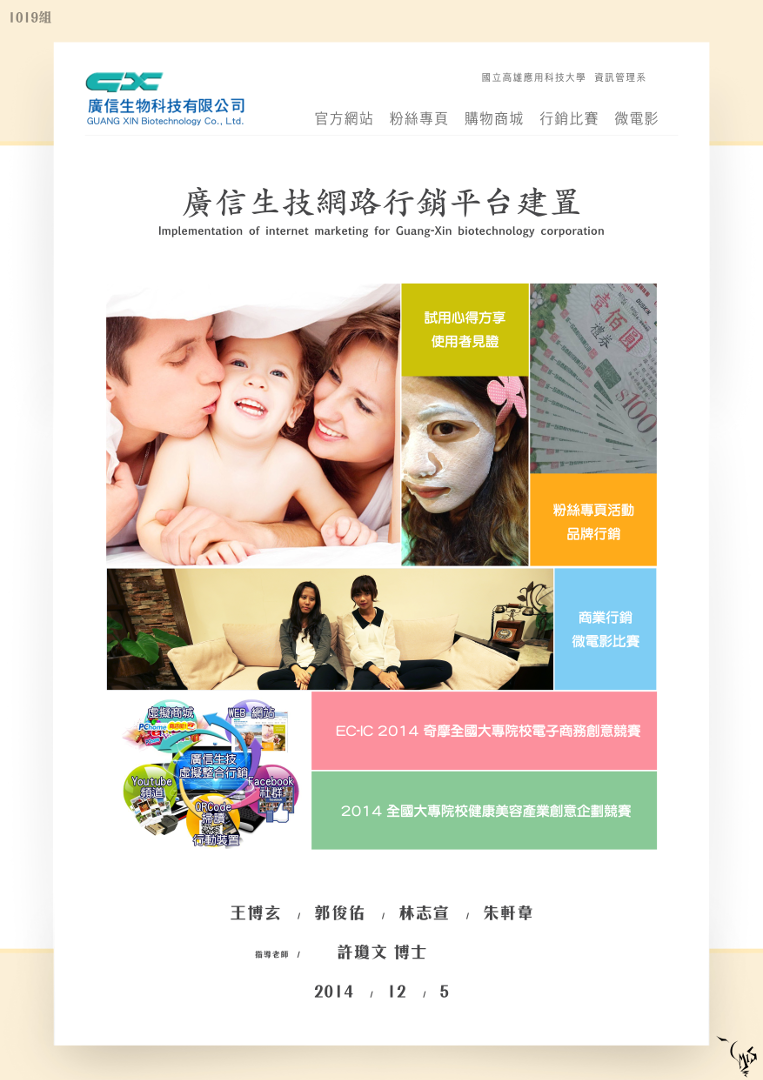 1019組
GX
廣信生物科技有限公司
GUANG XIN Biotechnology Co., Ltd.
國立高雄應用科技大學 資訊管理系
官方網站 粉絲專頁 購物商城 行銷比賽 微電影
廣信生技網路行銷平台建置
Implementation of internet marketing for Guang-Xin biotechnology corporation
試用心得方享
使用者見證
壹佰圓
禮券
$100
粉絲專頁活動
品牌行銷
商業行銷
微電影比賽
虛擬商城
PChome
WEB 網站
廣信生技
虛擬整合行銷
Youtube
頻道
Facebook
社群
QRCode
掃讀
行動裝置
EC-IC 2014 奇摩全國大專院校電子商務創意競賽
2014 全國大專院校健康美容產業創意企劃競賽
王博玄 / 郭俊佑 / 林志宣 / 朱軒葦
指導老師 / 許瓊文 博士
2014 / 12 / 5
MIS